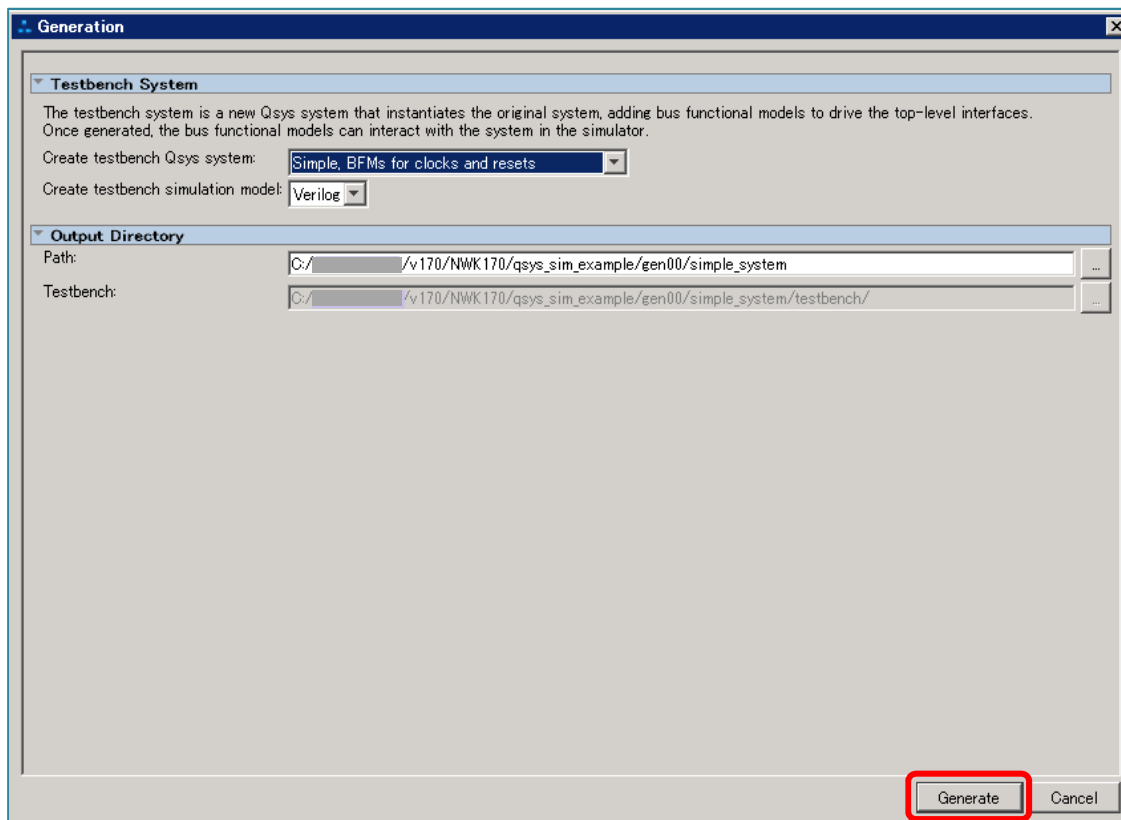 Generation
Testbench System
The testbench system is a new Qsys system that instantiates the original system, adding bus functional models to drive the top-level interfaces.
Once generated, the bus functional models can interact with the system in the simulator.
Create testbench Qsys system: Simple, BFMs for clocks and resets
Create testbench simulation model: Verilog
Output Directory
Path: C:/ /v170/NWK170/qsys_sim_example/gen00/simple_system ...
Testbench: C:/ /v170/NWK170/qsys_sim_example/gen00/simple_system/testbench/ ...
Generate Cancel